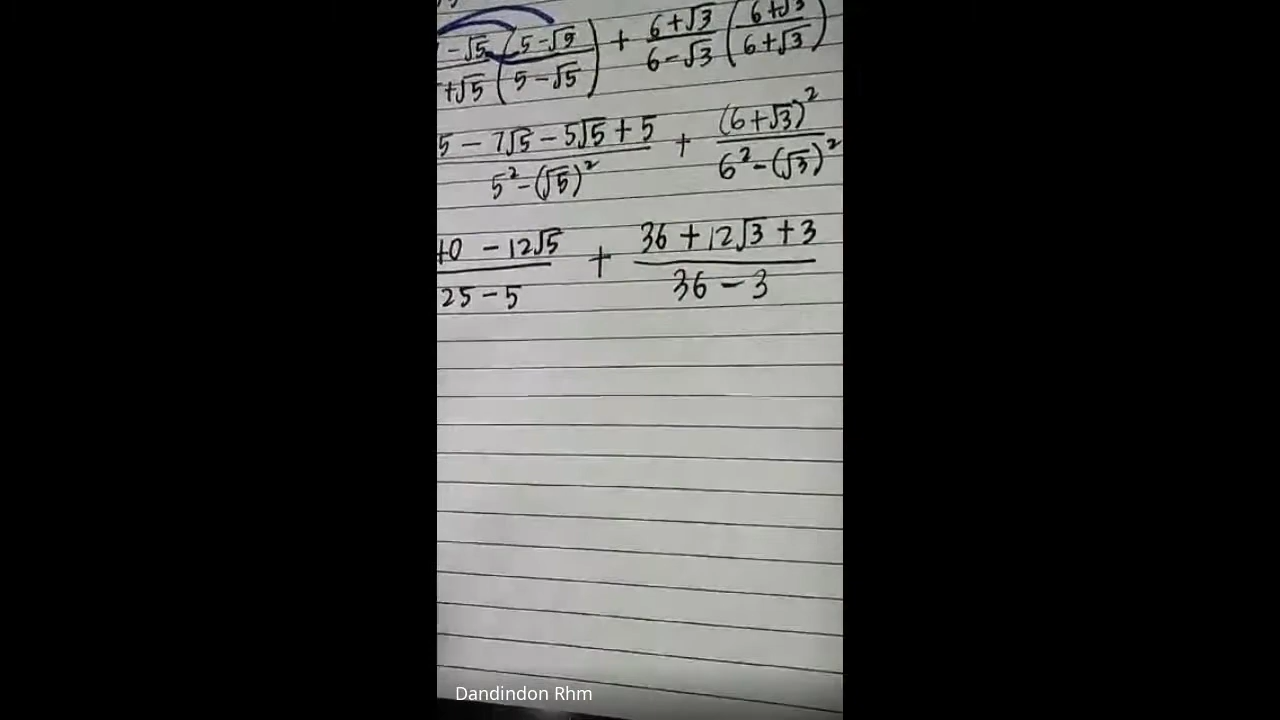 - √5 / + √5 ( 5 - √5 / 5 - √5 ) + 6 + √3 / 6 - √3 ( 6 + √3 / 6 + √3 )
5 - 7√5 - 5√5 + 5 / 5² - (√5)² + (6 + √3)² / 6² - (√3)²
40 - 12√5 / 25 - 5 + 36 + 12√3 + 3 / 36 - 3
Dandindon Rhm